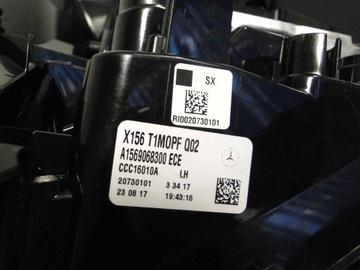 SX
RI0020730101
X156 T1MOPF Q02
A1569068300 ECE
CCC16010A LH
20730101 3 34 17
23 08 17 19:43:16